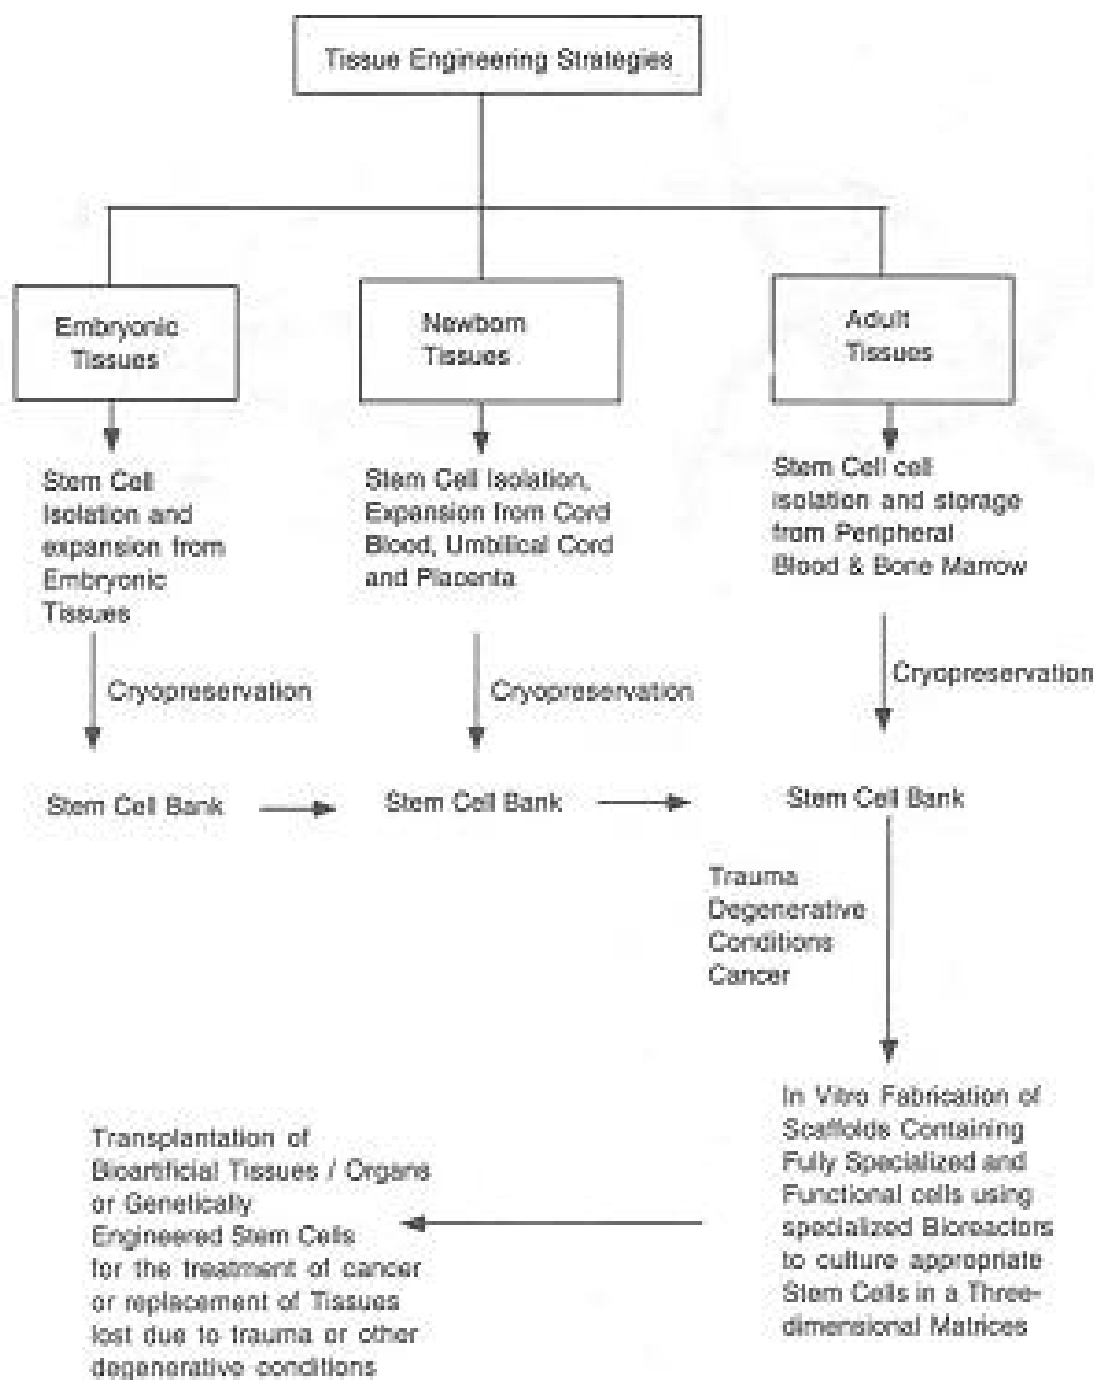 Tissue Engineering Strategies
Embryonic
Tissues
Newborn
Tissues
Adult
Tissues
Stem Cell
Isolation and
expansion from
Embryonic
Tissues
Stem Cell Isolation,
Expansion from Cord
Blood, Umbilical Cord
and Placenta
Stem Cell cell
isolation and storage
from Peripheral
Blood & Bone Marrow
Cryopreservation
Cryopreservation
Cryopreservation
Stem Cell Bank
Stem Cell Bank
Stem Cell Bank
Trauma
Degenerative
Conditions
Cancer
In Vitro Fabrication of
Scaffolds Containing
Fully Specialized and
Functional cells using
specialized Bioreactors
to culture appropriate
Stem Cells in a Three-
dimensional Matrices
Transplantation of
Bioartificial Tissues / Organs
or Genetically
Engineered Stem Cells
for the treatment of cancer
or replacement of Tissues
lost due to trauma or other
degenerative conditions